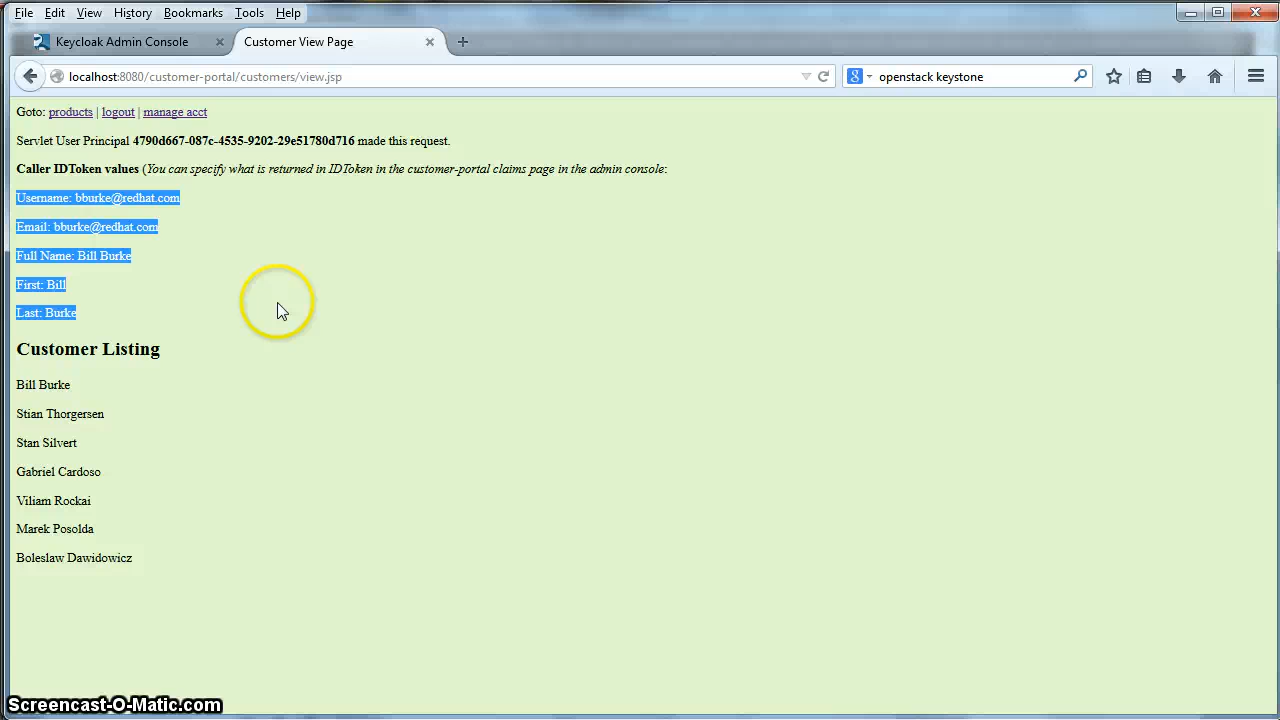 File Edit View History Bookmarks Tools Help
Keycloak Admin Console
Customer View Page
localhost:8080/customer-portal/customers/view.jsp
openstack keystone
Goto: products | logout | manage acct
Servlet User Principal 4790d667-087c-4535-9202-29e51780d716 made this request.
Caller IDToken values (You can specify what is returned in IDToken in the customer-portal claims page in the admin console:
Username: bburke@redhat.com
Email: bburke@redhat.com
Full Name: Bill Burke
First: Bill
Last: Burke
Customer Listing
Bill Burke
Stian Thorgersen
Stan Silvert
Gabriel Cardoso
Viliam Rockai
Marek Posolda
Boleslaw Dawidowicz
Screencast-O-Matic.com